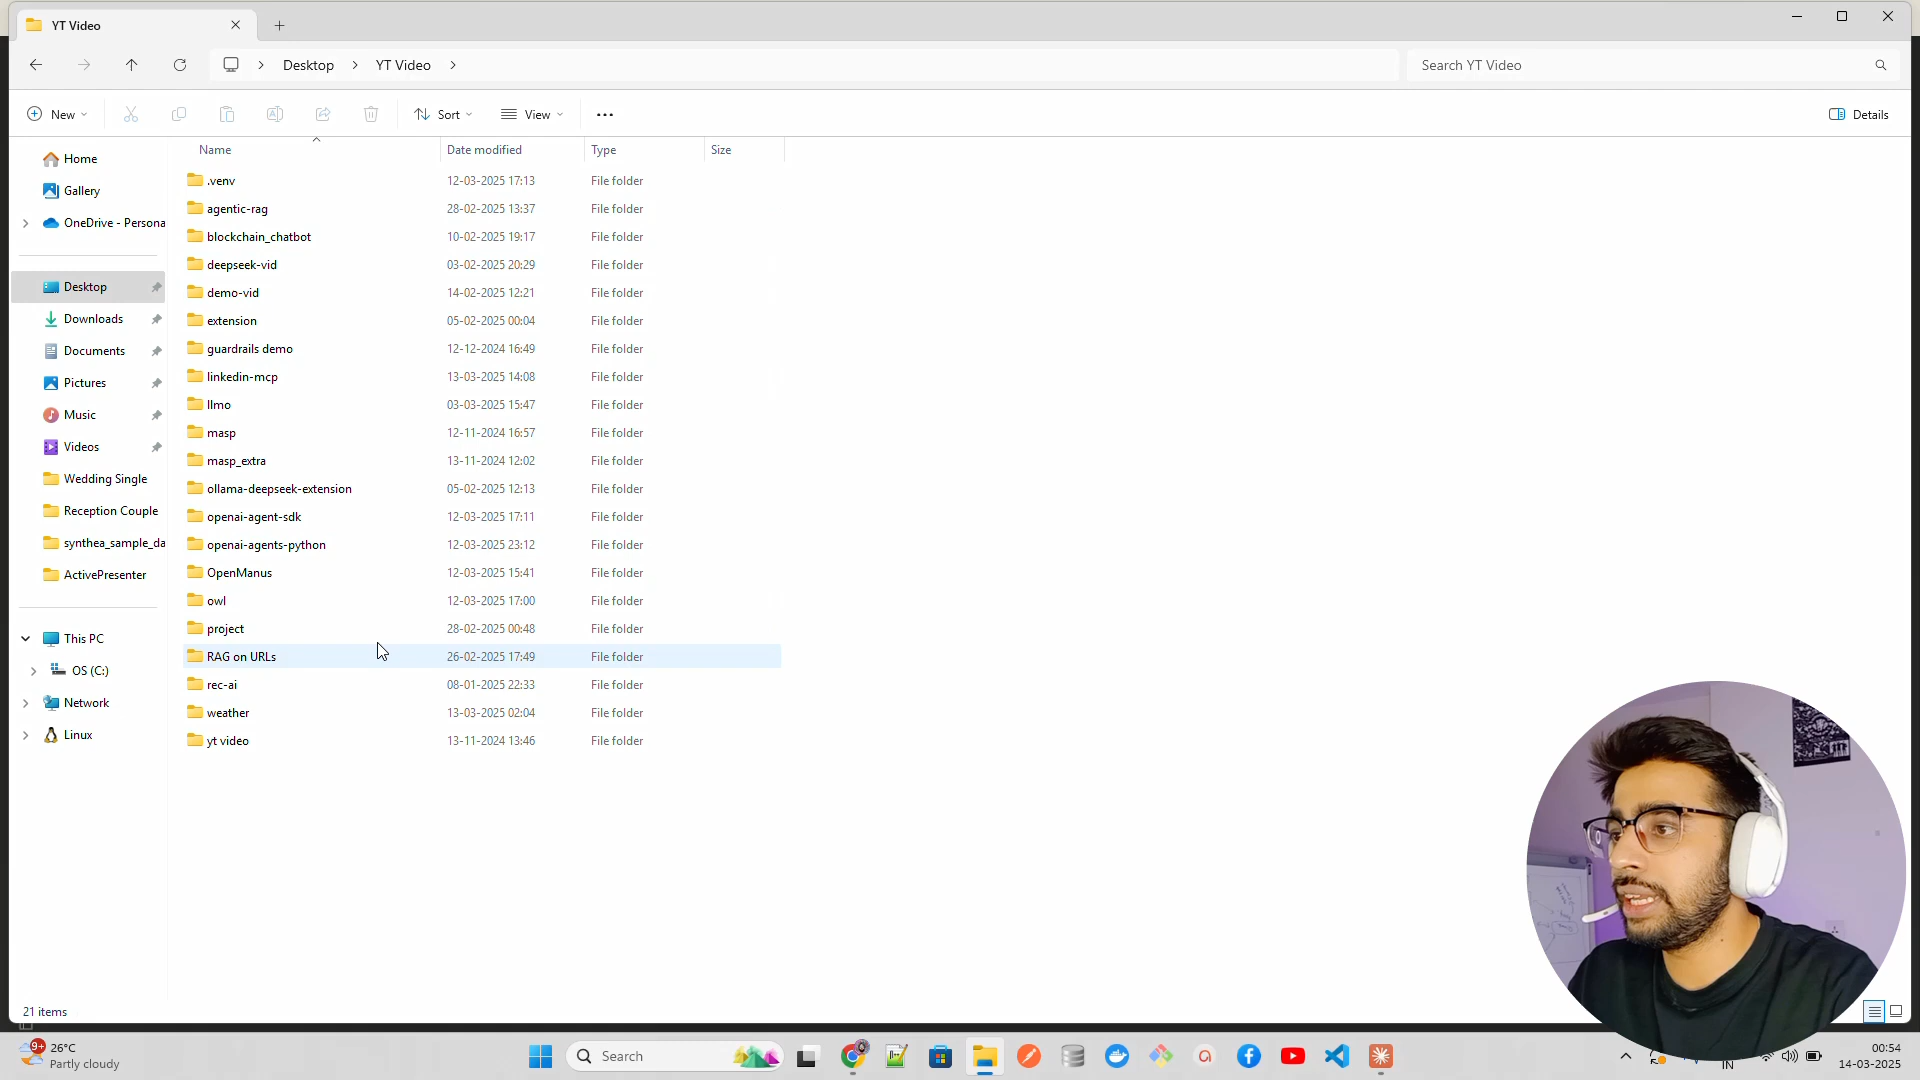 YT Video
Desktop
YT Video
Search YT Video
New
Sort
View
Details
Name
Date modified
Type
Size
Home
Gallery
OneDrive - Persona
Desktop
Downloads
Documents
Pictures
Music
Videos
Wedding Single
Reception Couple
synthea_sample_da
ActivePresenter
This PC
OS (C:)
Network
Linux
.venv 12-03-2025 17:13 File folder
agentic-rag 28-02-2025 13:37 File folder
blockchain_chatbot 10-02-2025 19:17 File folder
deepseek-vid 03-02-2025 20:29 File folder
demo-vid 14-02-2025 12:21 File folder
extension 05-02-2025 00:04 File folder
guardrails demo 12-12-2024 16:49 File folder
linkedin-mcp 13-03-2025 14:08 File folder
llmo 03-03-2025 15:47 File folder
masp 12-11-2024 16:57 File folder
masp_extra 13-11-2024 12:02 File folder
ollama-deepseek-extension 05-02-2025 12:13 File folder
openai-agent-sdk 12-03-2025 17:11 File folder
openai-agents-python 12-03-2025 23:12 File folder
OpenManus 12-03-2025 15:41 File folder
owl 12-03-2025 17:00 File folder
project 28-02-2025 00:48 File folder
RAG on URLs 26-02-2025 17:49 File folder
rec-ai 08-01-2025 22:33 File folder
weather 13-03-2025 02:04 File folder
yt video 13-11-2024 13:46 File folder
21 items
9+
26°C
Partly cloudy
Search
IN
00:54
14-03-2025